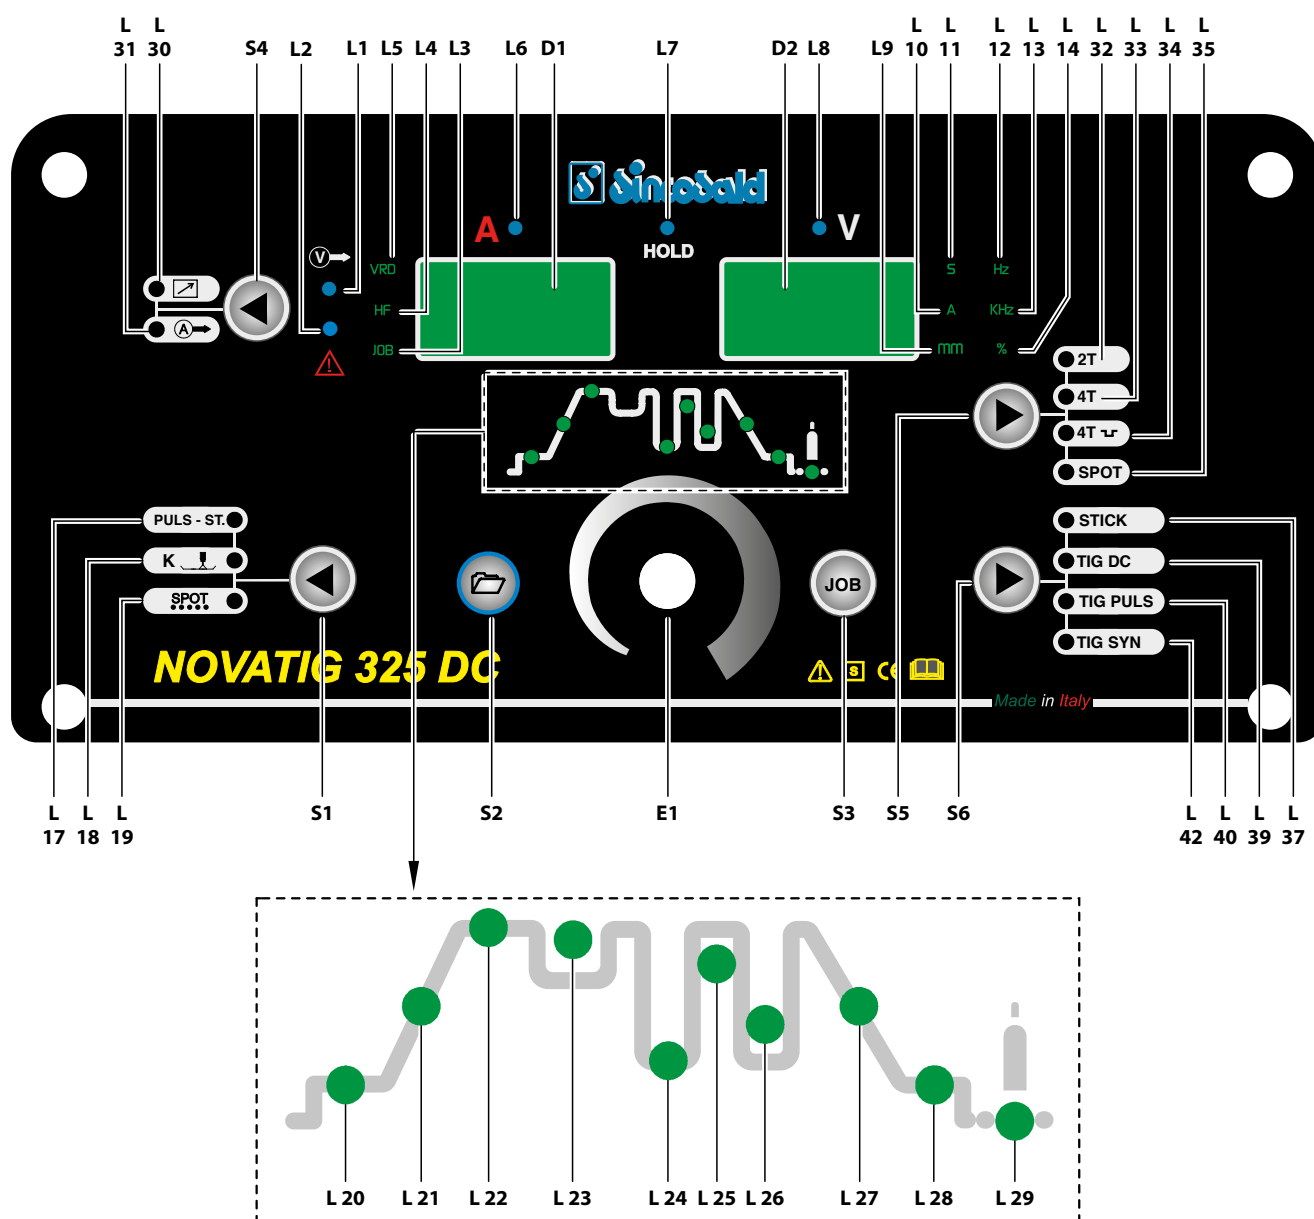 L 31 L 30 S4 L2 L1 L5 L4 L3 L6 D1 L7 D2 L8 L9 L 10 L 11 L 12 L 13 L 14 L 32 L 33 L 34 L 35
SincoSald
A V
HOLD
V
VRD
HF
JOB
A
S Hz
A KHz
mm %
2T
4T
4T
SPOT
PULS - ST.
K
SPOT
JOB
STICK
TIG DC
TIG PULS
TIG SYN
NOVATIG 325 DC
S CE
Made in Italy
L 17 L 18 L 19 S1 S2 E1 S3 S5 S6 L 42 L 40 L 39 L 37
L 20 L 21 L 22 L 23 L 24 L 25 L 26 L 27 L 28 L 29